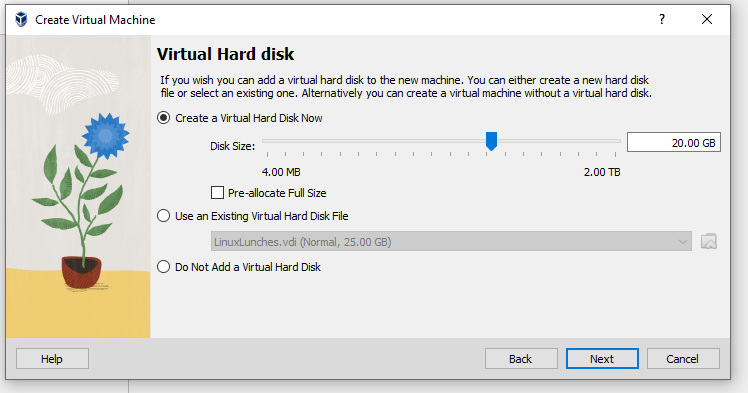 Create Virtual Machine
Virtual Hard disk
If you wish you can add a virtual hard disk to the new machine. You can either create a new hard disk
file or select an existing one. Alternatively you can create a virtual machine without a virtual hard disk.
Create a Virtual Hard Disk Now
Disk Size:
20.00 GB
4.00 MB
2.00 TB
Pre-allocate Full Size
Use an Existing Virtual Hard Disk File
LinuxLunches.vdi (Normal, 25.00 GB)
Do Not Add a Virtual Hard Disk
Help
Back
Next
Cancel